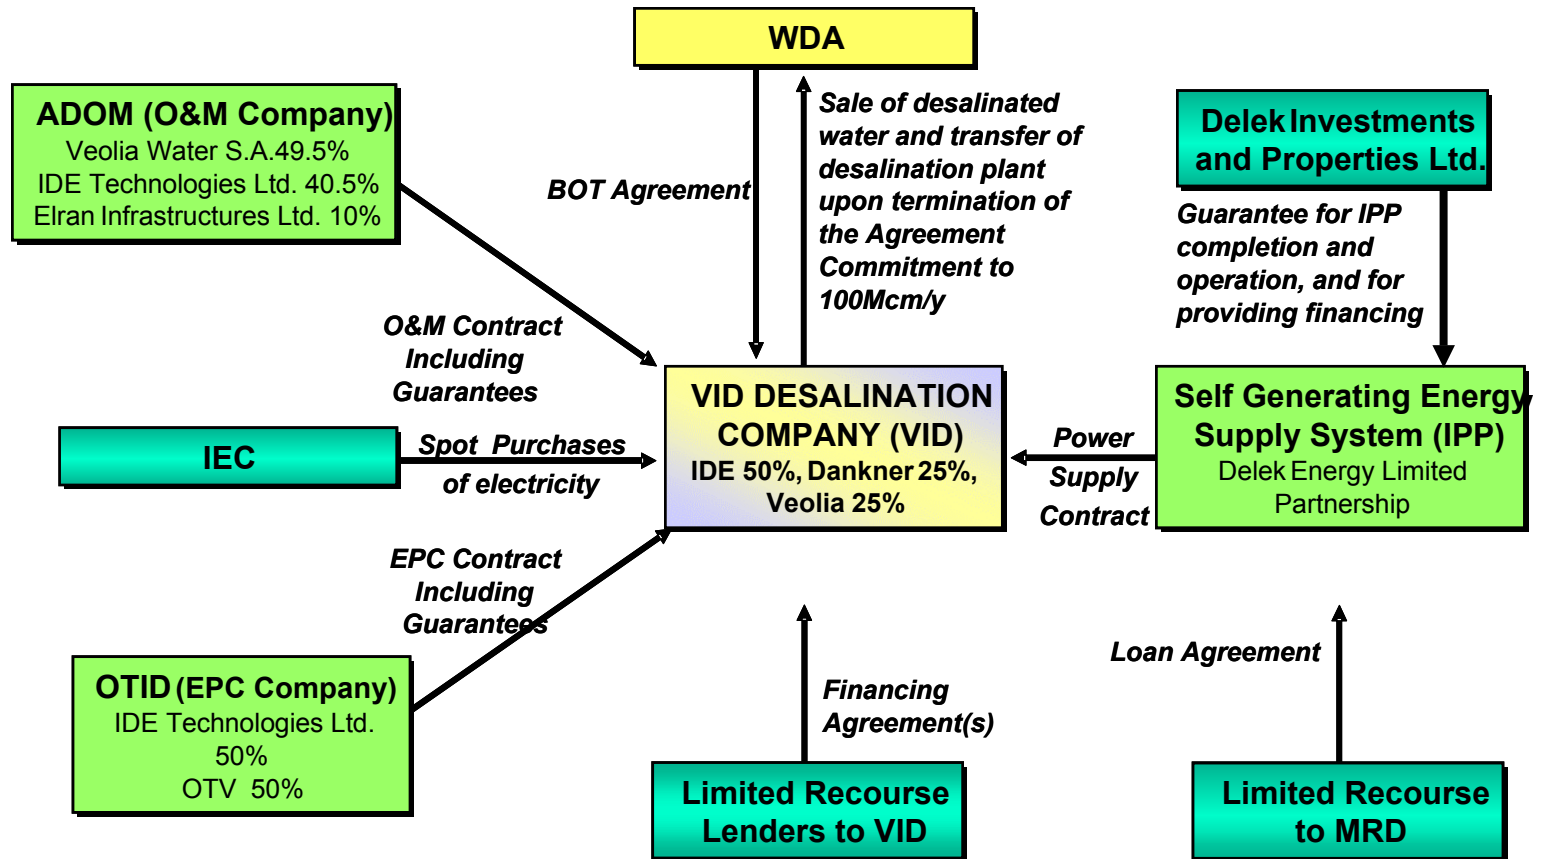 WDA
ADOM (O&M Company)
Veolia Water S.A.49.5%
IDE Technologies Ltd. 40.5%
Elran Infrastructures Ltd. 10%
BOT Agreement
Sale of desalinated
water and transfer of
desalination plant
upon termination of
the Agreement
Commitment to
100Mcm/y
Delek Investments
and Properties Ltd.
Guarantee for IPP
completion and
operation, and for
providing financing
O&M Contract
Including
Guarantees
IEC
Spot Purchases
of electricity
VID DESALINATION
COMPANY (VID)
IDE 50%, Dankner 25%,
Veolia 25%
Power
Supply
Contract
Self Generating Energy
Supply System (IPP)
Delek Energy Limited
Partnership
EPC Contract
Including
Guarantees
OTID (EPC Company)
IDE Technologies Ltd.
50%
OTV 50%
Financing
Agreement(s)
Limited Recourse
Lenders to VID
Loan Agreement
Limited Recourse
to MRD